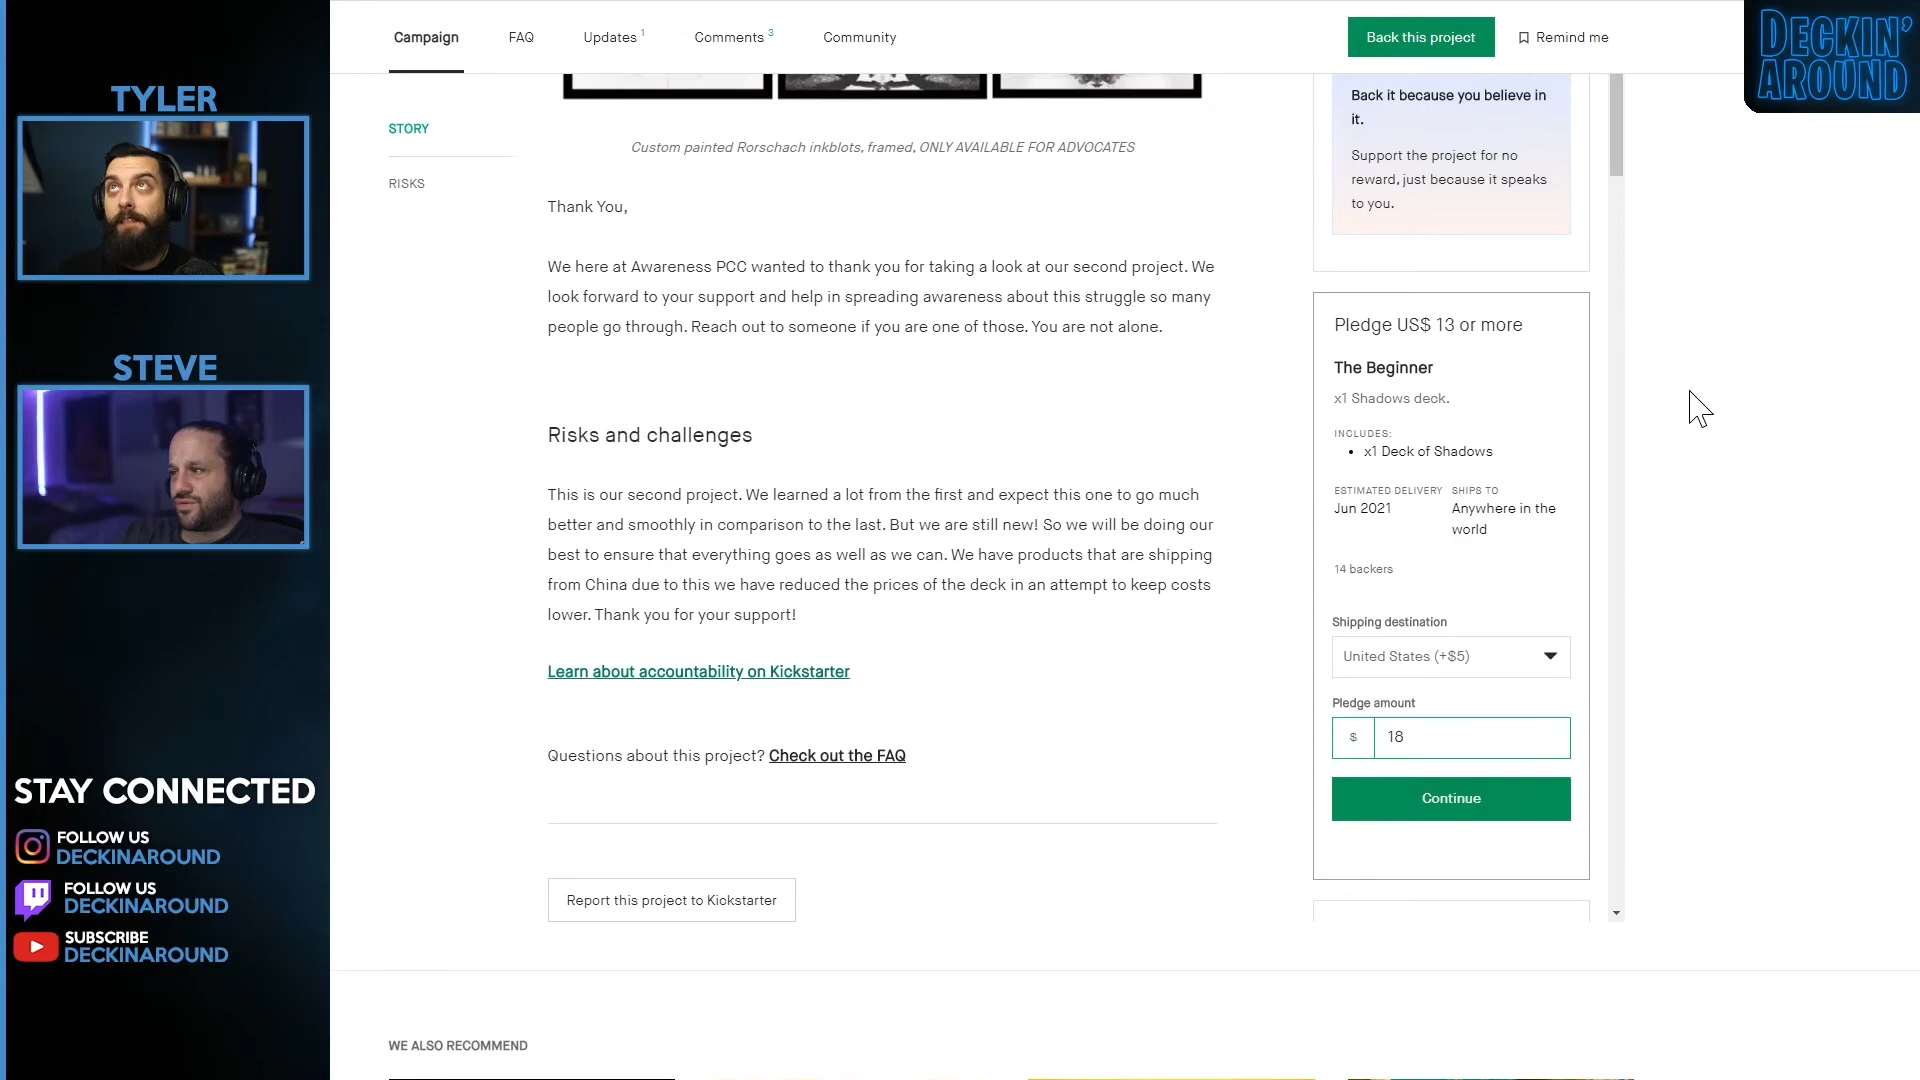 Campaign
FAQ
Updates 1
Comments 3
Community
Back this project
Remind me
DECKIN'
AROUND
TYLER
STEVE
STAY CONNECTED
FOLLOW US
DECKINAROUND
FOLLOW US
DECKINAROUND
SUBSCRIBE
DECKINAROUND
STORY
RISKS
Custom painted Rorschach inkblots, framed, ONLY AVAILABLE FOR ADVOCATES
Thank You,
We here at Awareness PCC wanted to thank you for taking a look at our second project. We
look forward to your support and help in spreading awareness about this struggle so many
people go through. Reach out to someone if you are one of those. You are not alone.
Risks and challenges
This is our second project. We learned a lot from the first and expect this one to go much
better and smoothly in comparison to the last. But we are still new! So we will be doing our
best to ensure that everything goes as well as we can. We have products that are shipping
from China due to this we have reduced the prices of the deck in an attempt to keep costs
lower. Thank you for your support!
Learn about accountability on Kickstarter
Questions about this project? Check out the FAQ
Report this project to Kickstarter
Back it because you believe in
it.
Support the project for no
reward, just because it speaks
to you.
Pledge US$ 13 or more
The Beginner
x1 Shadows deck.
INCLUDES:
• x1 Deck of Shadows
ESTIMATED DELIVERY
Jun 2021
SHIPS TO
Anywhere in the
world
14 backers
Shipping destination
United States (+$5)
Pledge amount
$ 18
Continue
WE ALSO RECOMMEND